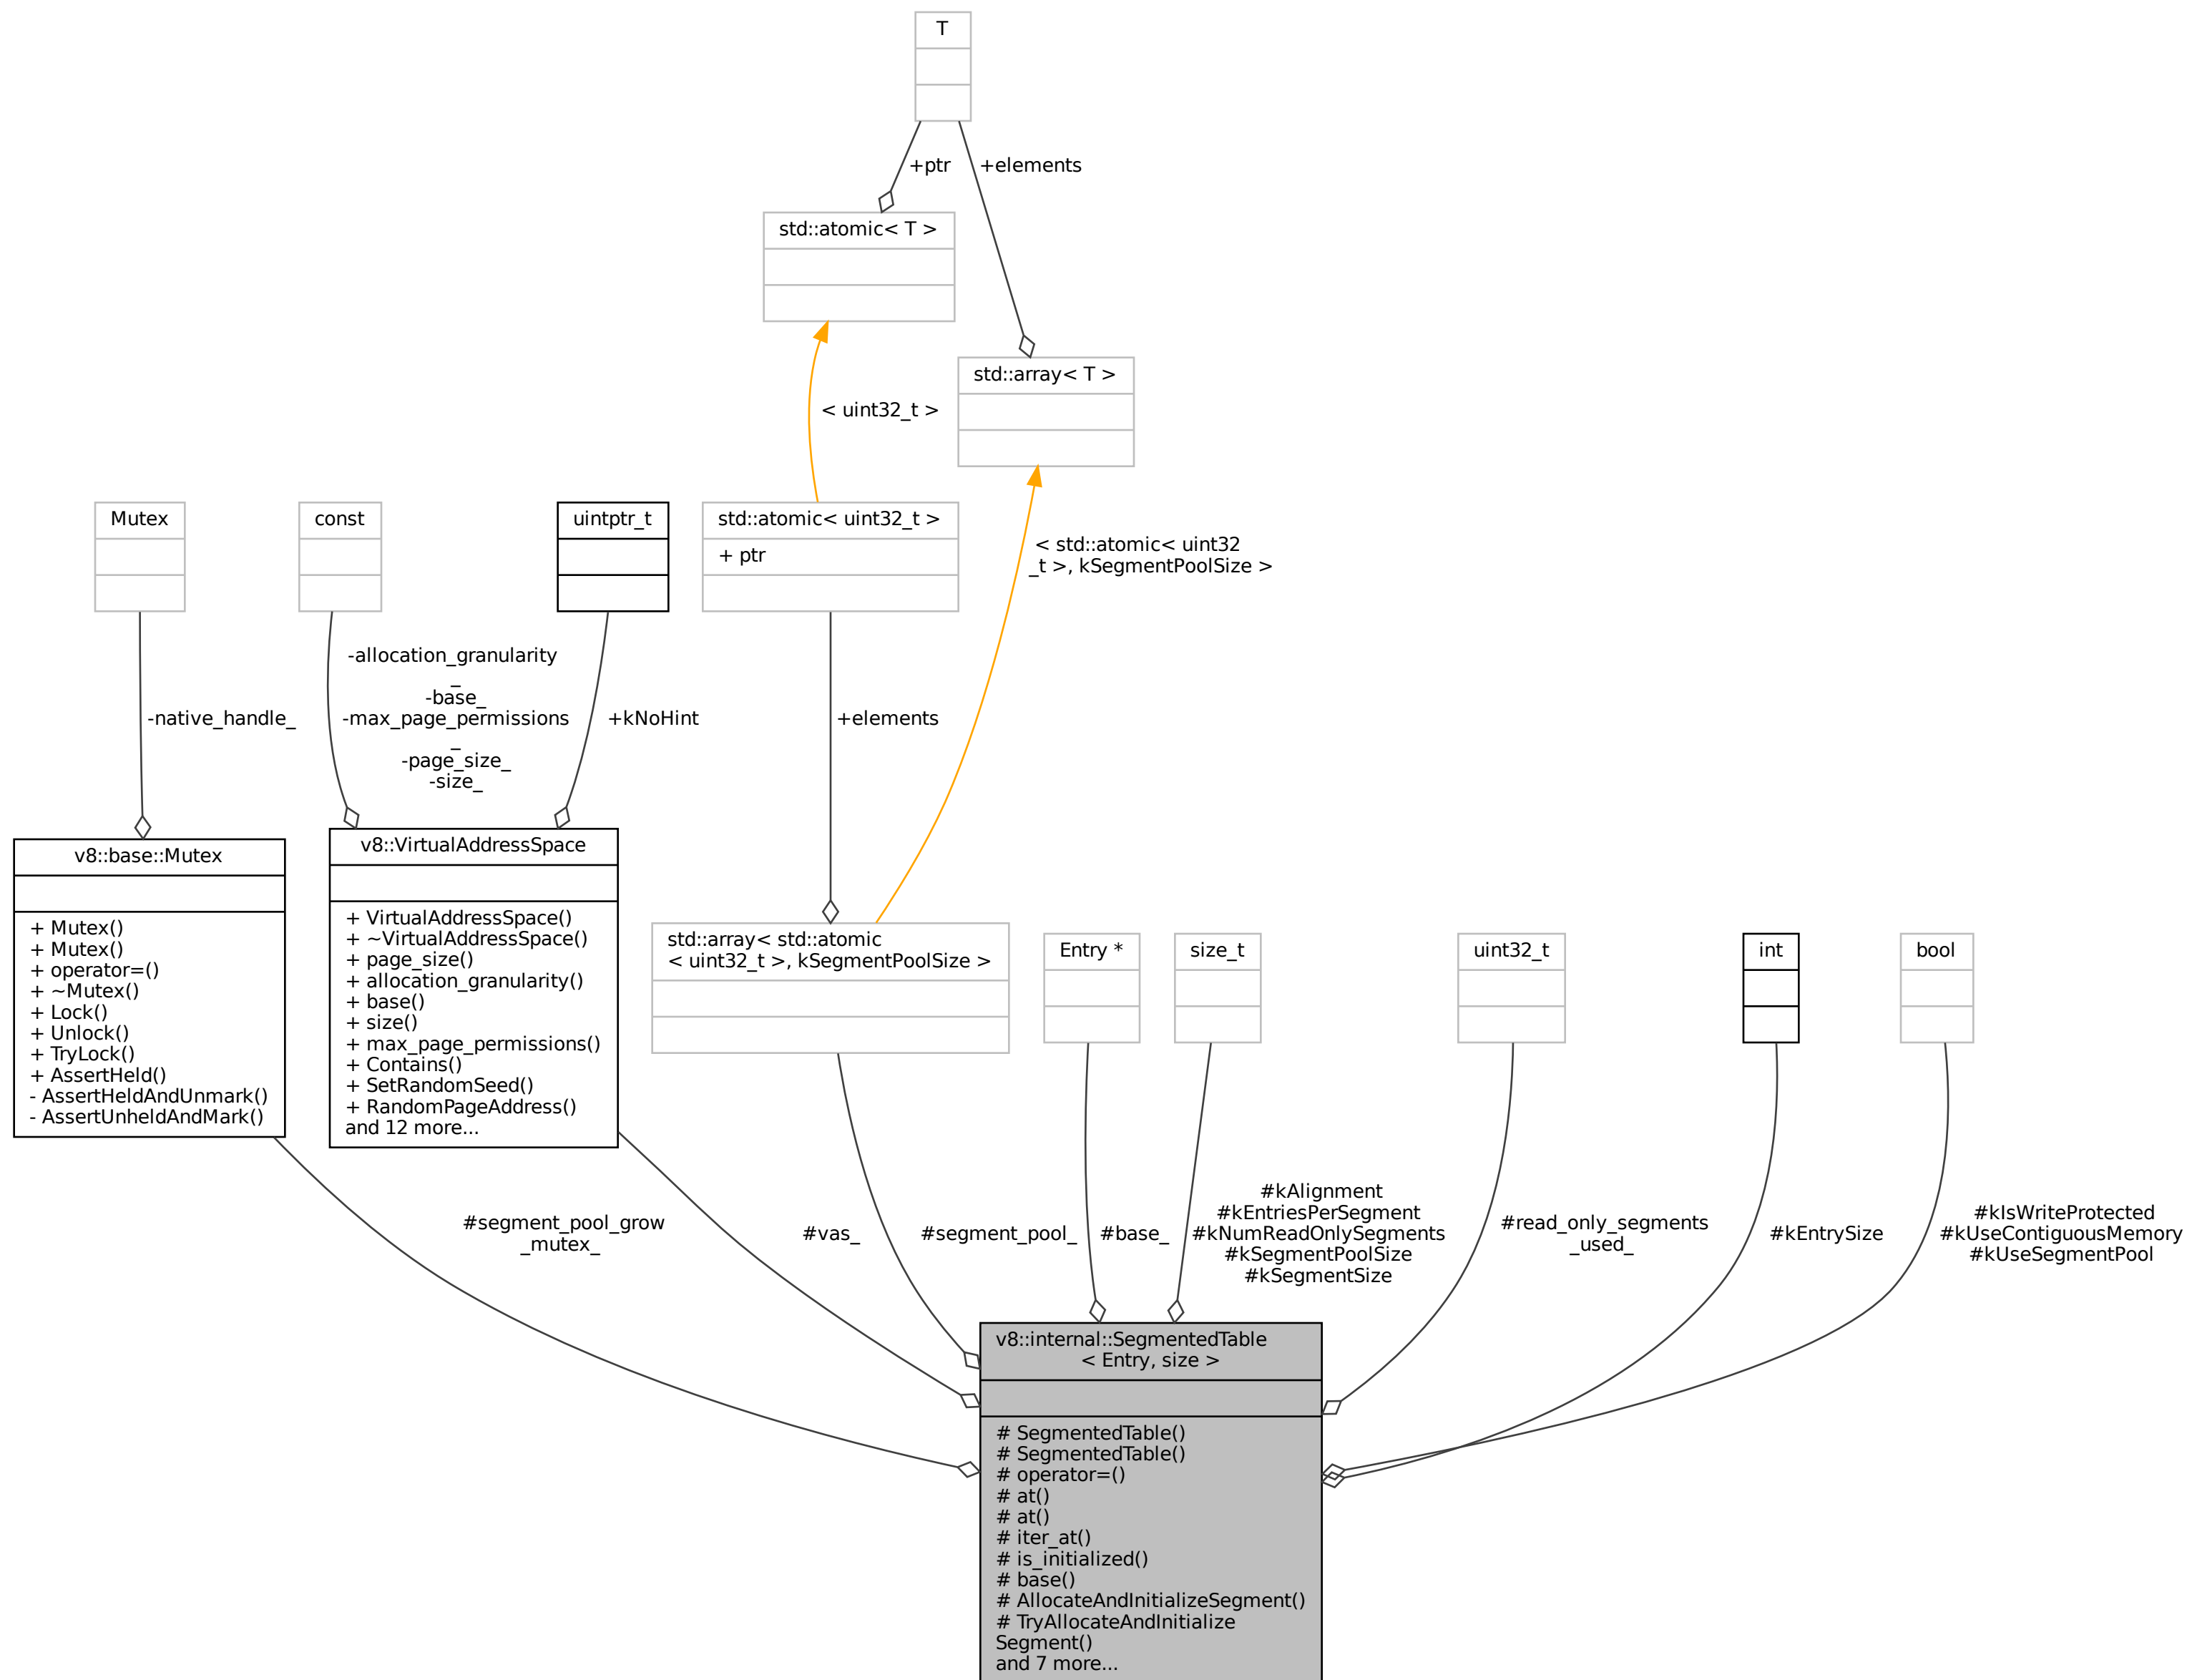 T
+ptr
+elements
std::atomic< T >
std::array< T >
< uint32_t >
Mutex
const
uintptr_t
std::atomic< uint32_t >
+ ptr
< std::atomic< uint32
_t >, kSegmentPoolSize >
-native_handle_
-allocation_granularity
_
-base_
-max_page_permissions
_
-page_size_
-size_
+kNoHint
+elements
v8::base::Mutex
+ Mutex()
+ Mutex()
+ operator=()
+ ~Mutex()
+ Lock()
+ Unlock()
+ TryLock()
+ AssertHeld()
- AssertHeldAndUnmark()
- AssertUnheldAndMark()
v8::VirtualAddressSpace
+ VirtualAddressSpace()
+ ~VirtualAddressSpace()
+ page_size()
+ allocation_granularity()
+ base()
+ size()
+ max_page_permissions()
+ Contains()
+ SetRandomSeed()
+ RandomPageAddress()
and 12 more...
std::array< std::atomic
< uint32_t >, kSegmentPoolSize >
Entry *
size_t
uint32_t
int
bool
#segment_pool_grow
_mutex_
#vas_
#segment_pool_
#base_
#kAlignment
#kEntriesPerSegment
#kNumReadOnlySegments
#kSegmentPoolSize
#kSegmentSize
#read_only_segments
_used_
#kEntrySize
#kIsWriteProtected
#kUseContiguousMemory
#kUseSegmentPool
v8::internal::SegmentedTable
< Entry, size >
# SegmentedTable()
# SegmentedTable()
# operator=()
# at()
# at()
# iter_at()
# is_initialized()
# base()
# AllocateAndInitializeSegment()
# TryAllocateAndInitialize
Segment()
and 7 more...